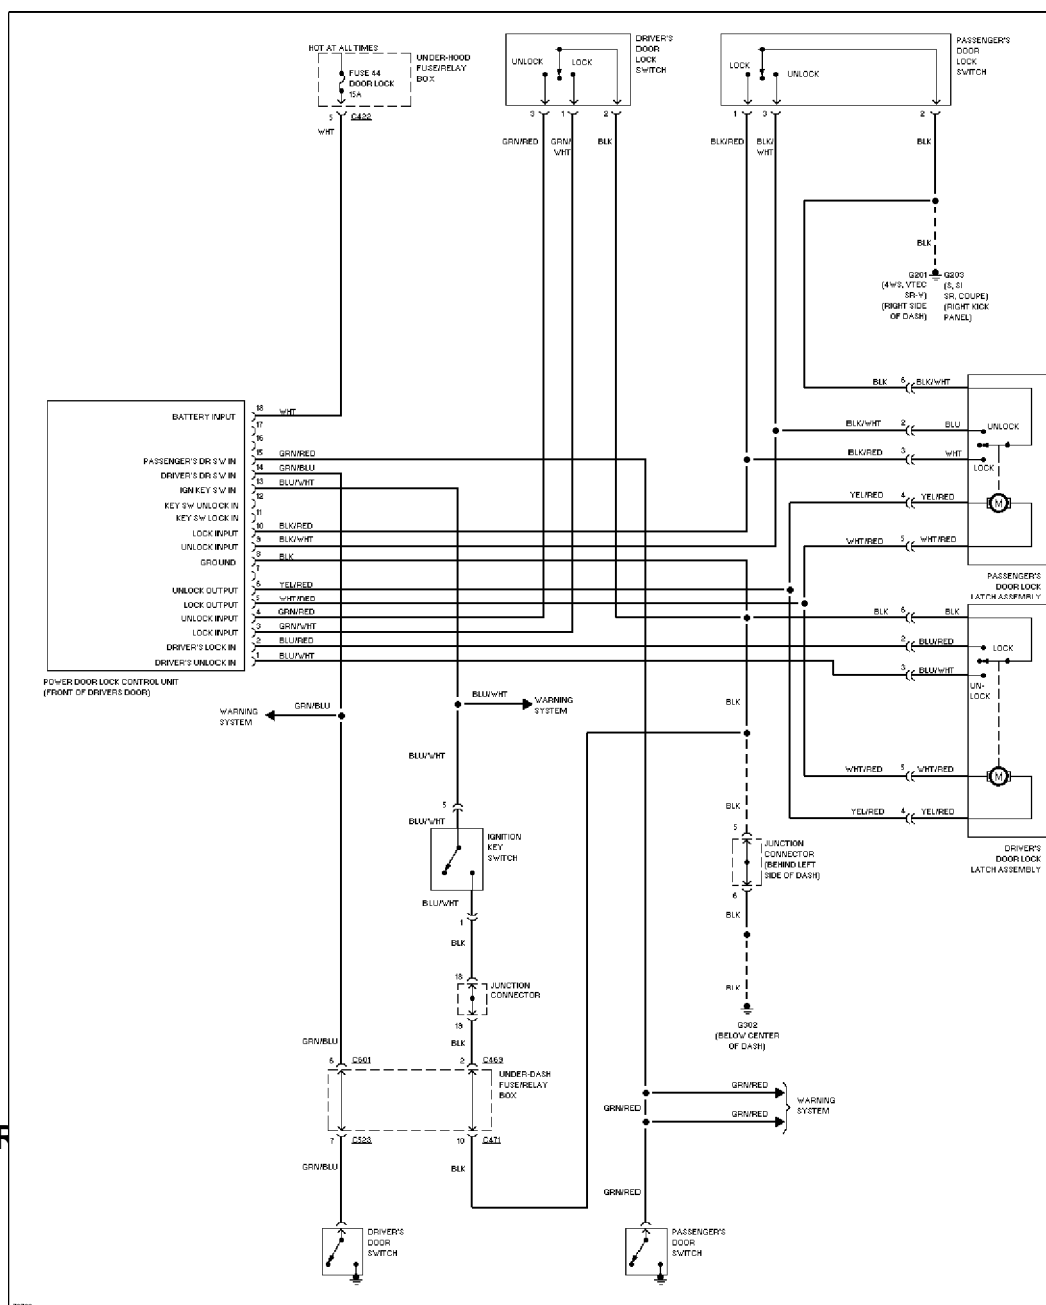 HOT AT ALL TIMES
FUSE 44
DOOR LOCK
15A
UNDER-HOOD
FUSE/RELAY
BOX
5 C422
WHT
UNLOCK
LOCK
DRIVER'S
DOOR
LOCK
SWITCH
3 1 2
GRN/RED
GRN/
WHT
BLK
LOCK
UNLOCK
PASSENGER'S
DOOR
LOCK
SWITCH
1 3 2
BLK/RED
BLK/
WHT
BLK
BLK
G201
(4WS, VTEC
SR-V)
(RIGHT SIDE
OF DASH)
G203
(S, SI
SR, COUPE)
(RIGHT KICK
PANEL)
BATTERY INPUT 18 WHT
17
16
PASSENGER'S DR SW IN 15 GRN/RED
DRIVER'S DR SW IN 14 GRN/BLU
IGN KEY SW IN 13 BLU/WHT
KEY SW UNLOCK IN 12
KEY SW LOCK IN 11
LOCK INPUT 10 BLK/RED
UNLOCK INPUT 9 BLK/WHT
GROUND 8 BLK
7
UNLOCK OUTPUT 6 YEL/RED
LOCK OUTPUT 5 WHT/RED
UNLOCK INPUT 4 GRN/RED
LOCK INPUT 3 GRN/WHT
DRIVER'S LOCK IN 2 BLU/RED
DRIVER'S UNLOCK IN 1 BLU/WHT
POWER DOOR LOCK CONTROL UNIT
(FRONT OF DRIVERS DOOR)
BLK 6 BLK/WHT
BLK/WHT 2 BLU
UNLOCK
BLK/RED 3 WHT
LOCK
YEL/RED 4 YEL/RED
M
WHT/RED 5 WHT/RED
PASSENGER'S
DOOR LOCK
LATCH ASSEMBLY
BLK 6 BLK
2 BLU/RED
LOCK
3 BLU/WHT
UN-
LOCK
WHT/RED 5 WHT/RED
M
YEL/RED 4 YEL/RED
DRIVER'S
DOOR LOCK
LATCH ASSEMBLY
WARNING
SYSTEM
GRN/BLU
BLU/WHT
WARNING
SYSTEM
BLU/WHT
5
BLU/WHT
IGNITION
KEY
SWITCH
BLU/WHT
1
BLK
18
JUNCTION
CONNECTOR
19
BLK
BLK
BLK
5
JUNCTION
CONNECTOR
(BEHIND LEFT
SIDE OF DASH)
6
BLK
BLK
G302
(BELOW CENTER
OF DASH)
GRN/BLU
6 C501
2 C469
UNDER-DASH
FUSE/RELAY
BOX
7 C523
10 C471
GRN/BLU
BLK
DRIVER'S
DOOR
SWITCH
GRN/RED
GRN/RED
GRN/RED
WARNING
SYSTEM
GRN/RED
PASSENGER'S
DOOR
SWITCH